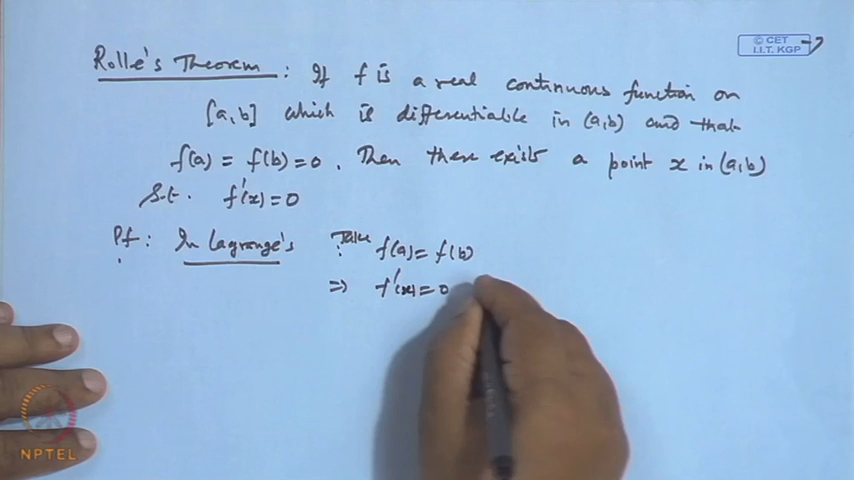 © CET
I.I.T. KGP
Rolle's Theorem : If f is a real continuous function on
[a,b] which is differentiable in (a,b) and that
f(a) = f(b) = 0 . Then there exists a point x in (a,b)
S.t. f'(x) = 0
Pf : In Lagrange's Take f(a) = f(b)
⇒ f'(x) = 0
NPTEL